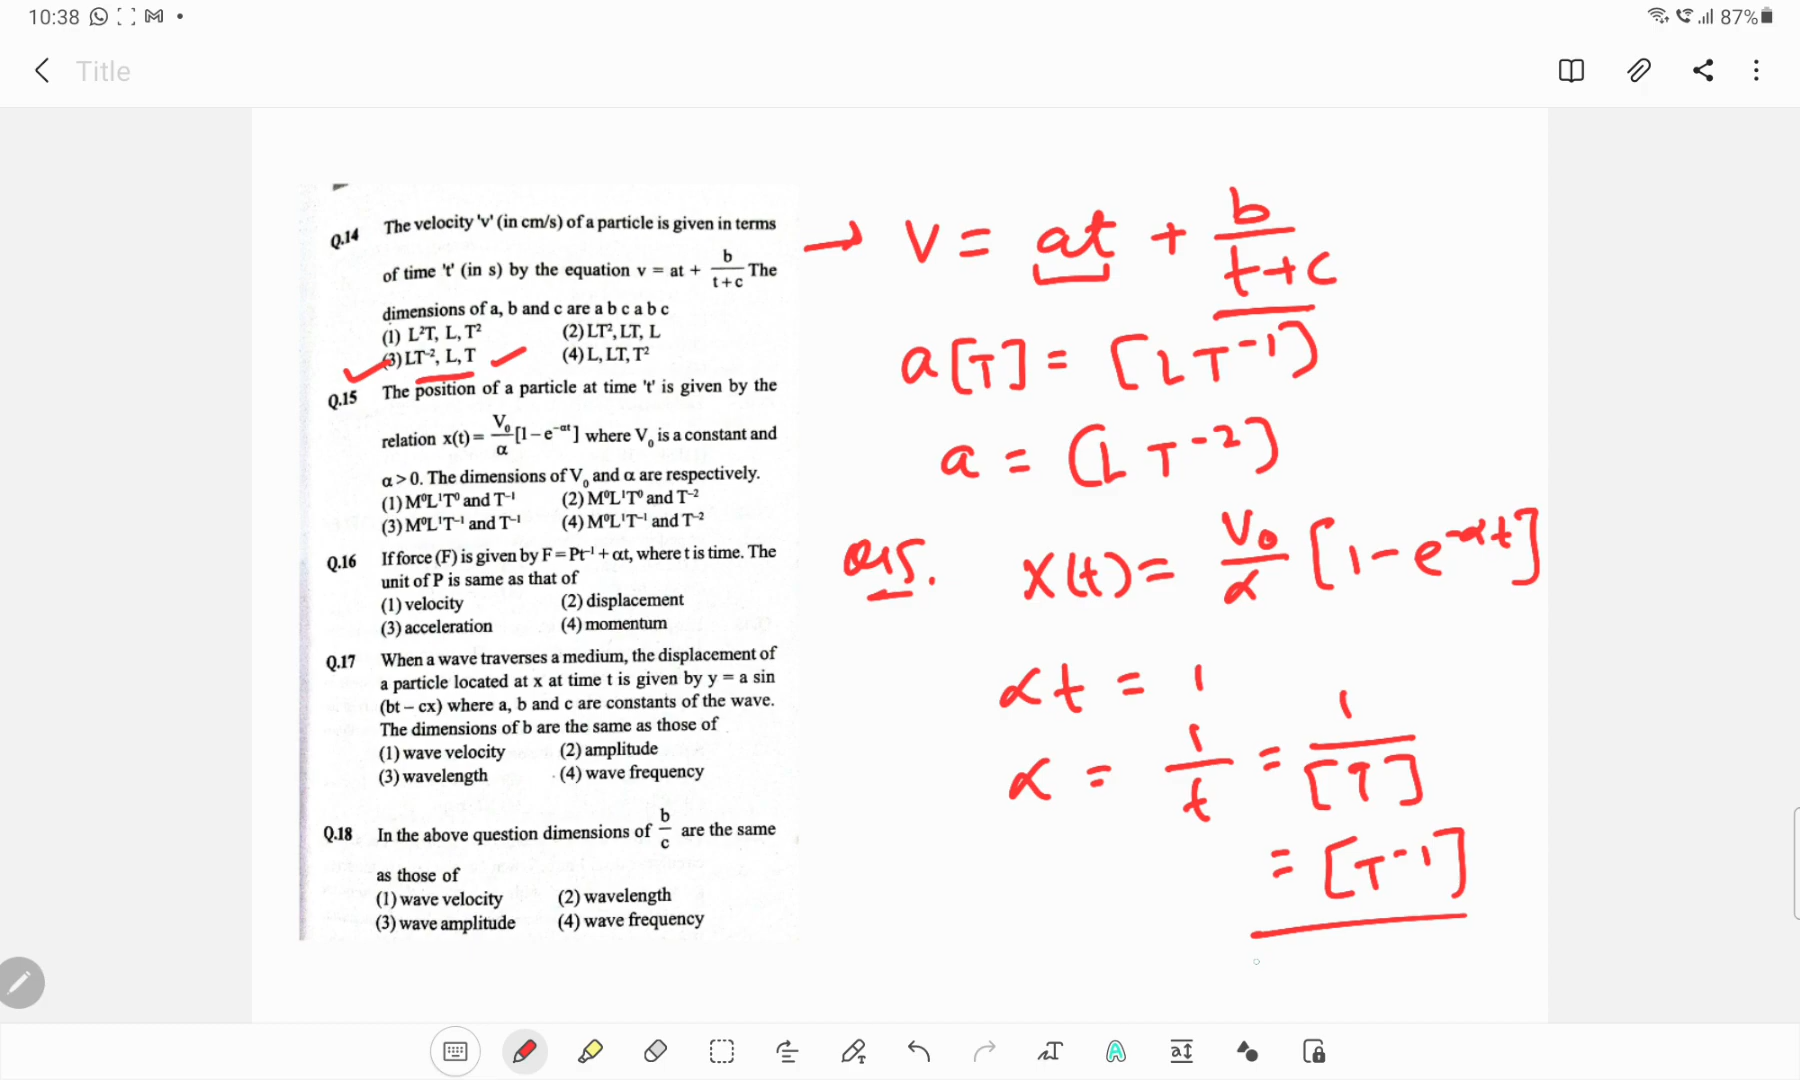 10:38
87%
Title
Q.14 The velocity 'v' (in cm/s) of a particle is given in terms
of time 't' (in s) by the equation v = at + b/(t+c) The
dimensions of a, b and c are a b c a b c
(1) L²T, L, T² (2) LT², LT, L
(3) LT⁻², L, T (4) L, LT, T²
Q.15 The position of a particle at time 't' is given by the
relation x(t) = V₀/α [1–e⁻ᵅᵗ] where V₀ is a constant and
α > 0. The dimensions of V₀ and α are respectively.
(1) M⁰L¹T⁰ and T⁻¹ (2) M⁰L¹T⁰ and T⁻²
(3) M⁰L¹T⁻¹ and T⁻¹ (4) M⁰L¹T⁻¹ and T⁻²
Q.16 If force (F) is given by F = Pt⁻¹ + αt, where t is time. The
unit of P is same as that of
(1) velocity (2) displacement
(3) acceleration (4) momentum
Q.17 When a wave traverses a medium, the displacement of
a particle located at x at time t is given by y = a sin
(bt – cx) where a, b and c are constants of the wave.
The dimensions of b are the same as those of
(1) wave velocity (2) amplitude
(3) wavelength (4) wave frequency
Q.18 In the above question dimensions of b/c are the same
as those of
(1) wave velocity (2) wavelength
(3) wave amplitude (4) wave frequency
→ V = at + b/(t+c)
a[T] = [LT⁻¹]
a = [LT⁻²]
Q15. X(t) = V₀/α [1-e⁻ᵅᵗ]
αt = 1
α = 1/t = 1/[T]
= [T⁻¹]